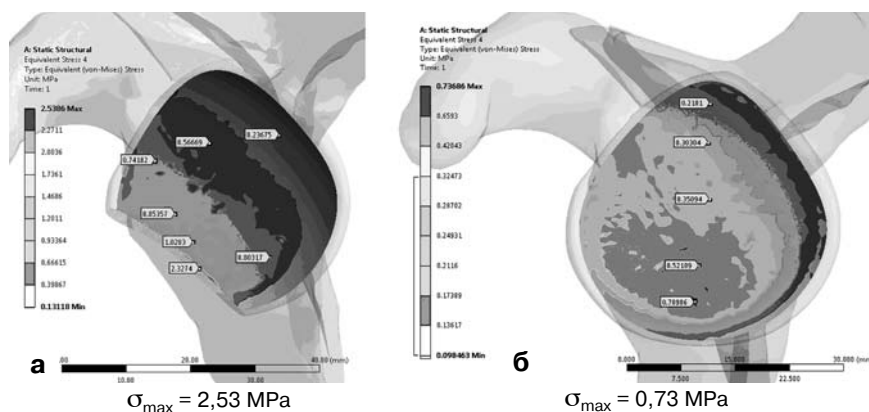 A: Static Structural
Equivalent Stress 4
Type: Equivalent (von-Mises) Stress
Unit: MPa
Time: 1
2.5306 Max
2.2711
2.0036
1.7361
1.4686
1.2011
0.93364
0.66615
0.39867
0.13118 Min
0.56669
0.23675
0.74182
0.85357
1.0203
2.3274
0.80317
.00
20.00
40.00 (mm)
10.00
30.00
а
σmax = 2,53 MPa
A: Static Structural
Equivalent Stress 4
Type: Equivalent (von-Mises) Stress
Unit: MPa
Time: 1
0.73686 Max
0.6593
0.42043
0.32473
0.28702
0.24931
0.2116
0.17389
0.13617
0.098463 Min
0.2181
0.30304
0.35094
0.52109
0.70986
0.000
15.000
30.000 (mm)
7.500
22.500
б
σmax = 0,73 MPa